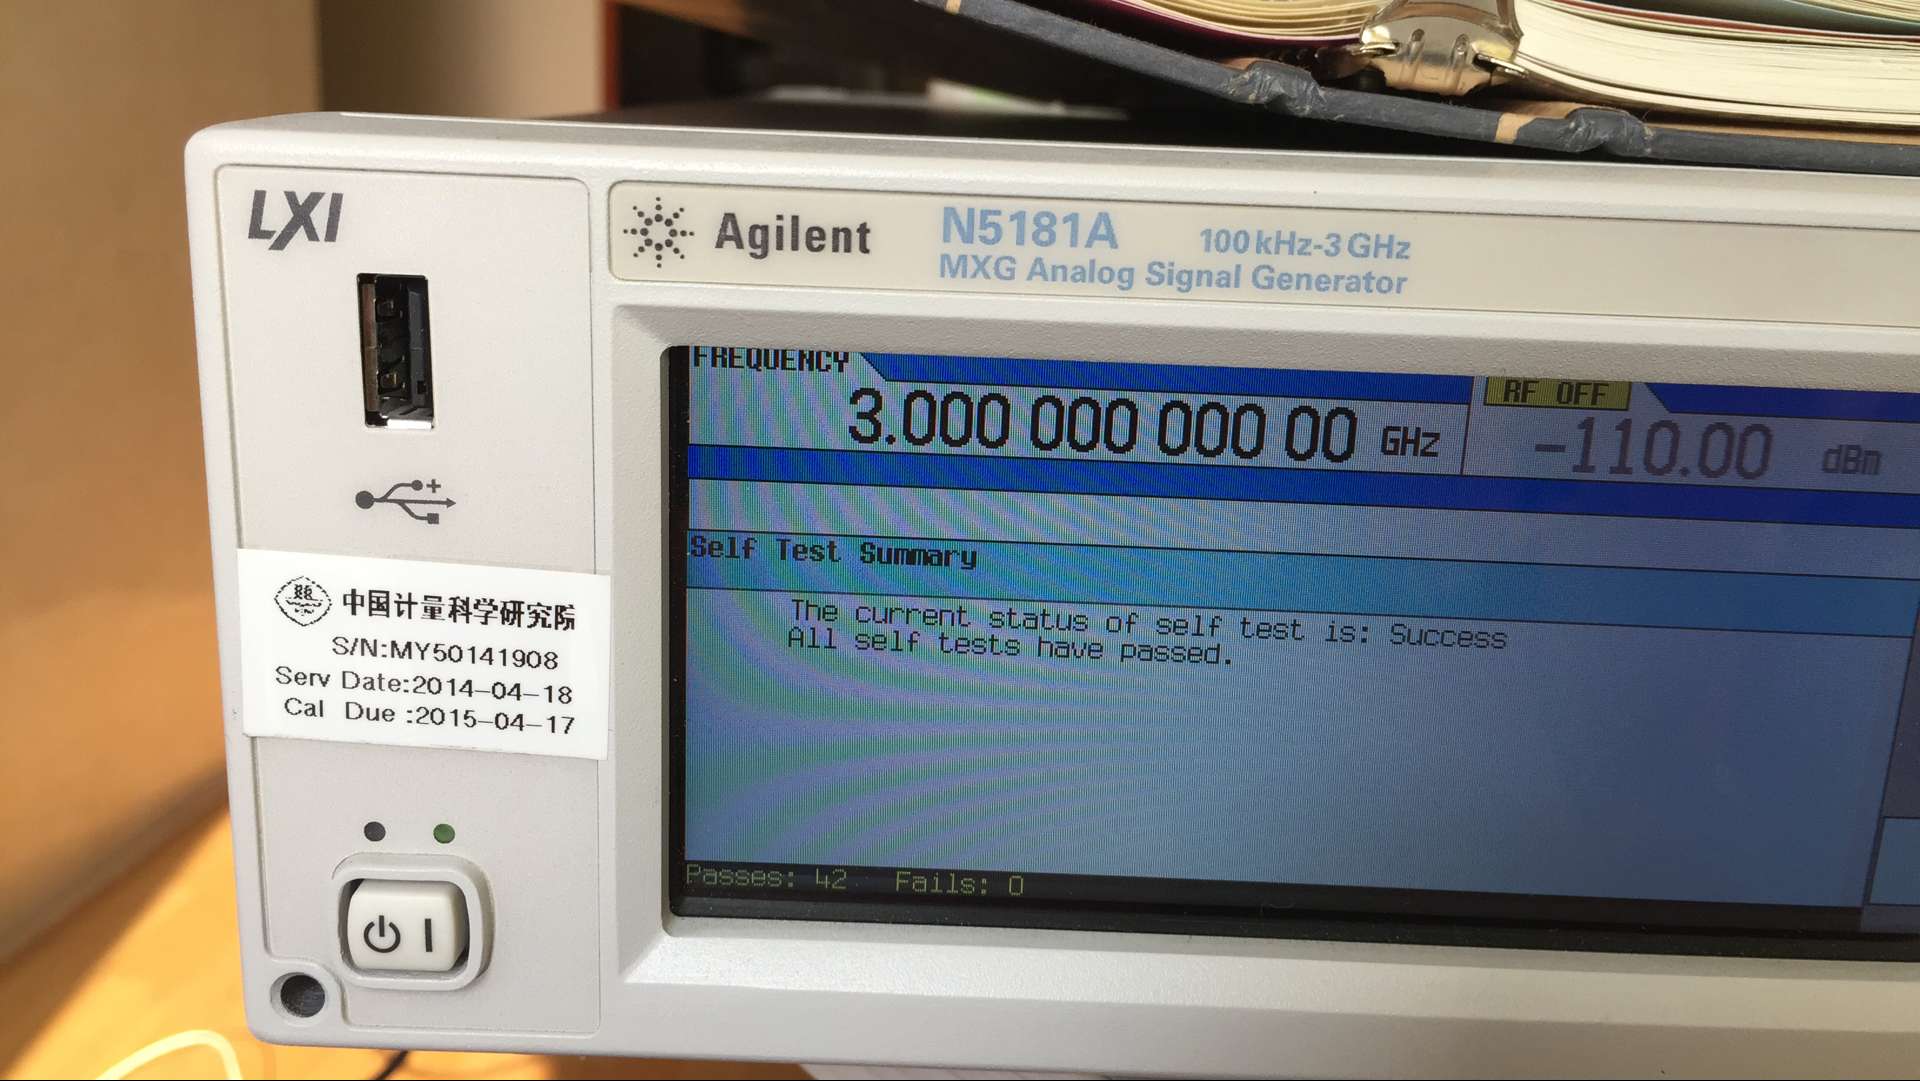 LXI
Agilent
N5181A 100 kHz-3 GHz
MXG Analog Signal Generator
FREQUENCY
3.000 000 000 00 GHz
RF OFF
-110.00 dBm
Self Test Summary
The current status of self test is: Success
All self tests have passed.
Passes: 42 Fails: 0
中国计量科学研究院
S/N:MY50141908
Serv Date:2014-04-18
Cal Due :2015-04-17